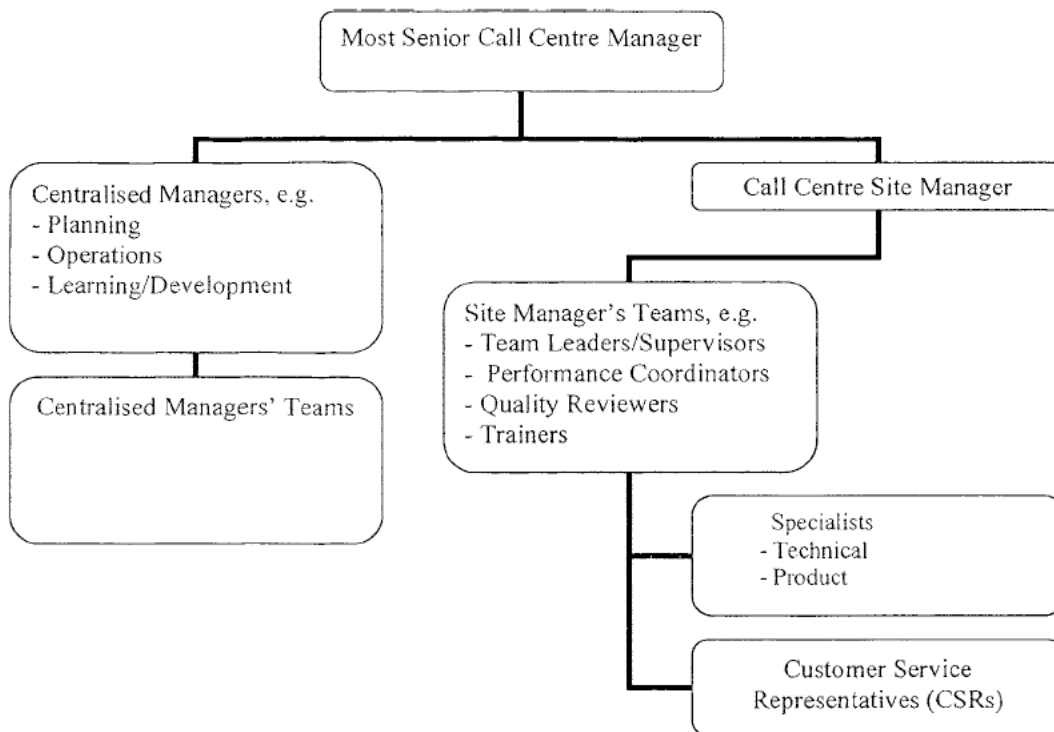 Most Senior Call Centre Manager
Centralised Managers, e.g.
- Planning
- Operations
- Learning/Development
Call Centre Site Manager
Centralised Managers' Teams
Site Manager's Teams, e.g.
- Team Leaders/Supervisors
- Performance Coordinators
- Quality Reviewers
- Trainers
Specialists
- Technical
- Product
Customer Service
Representatives (CSRs)